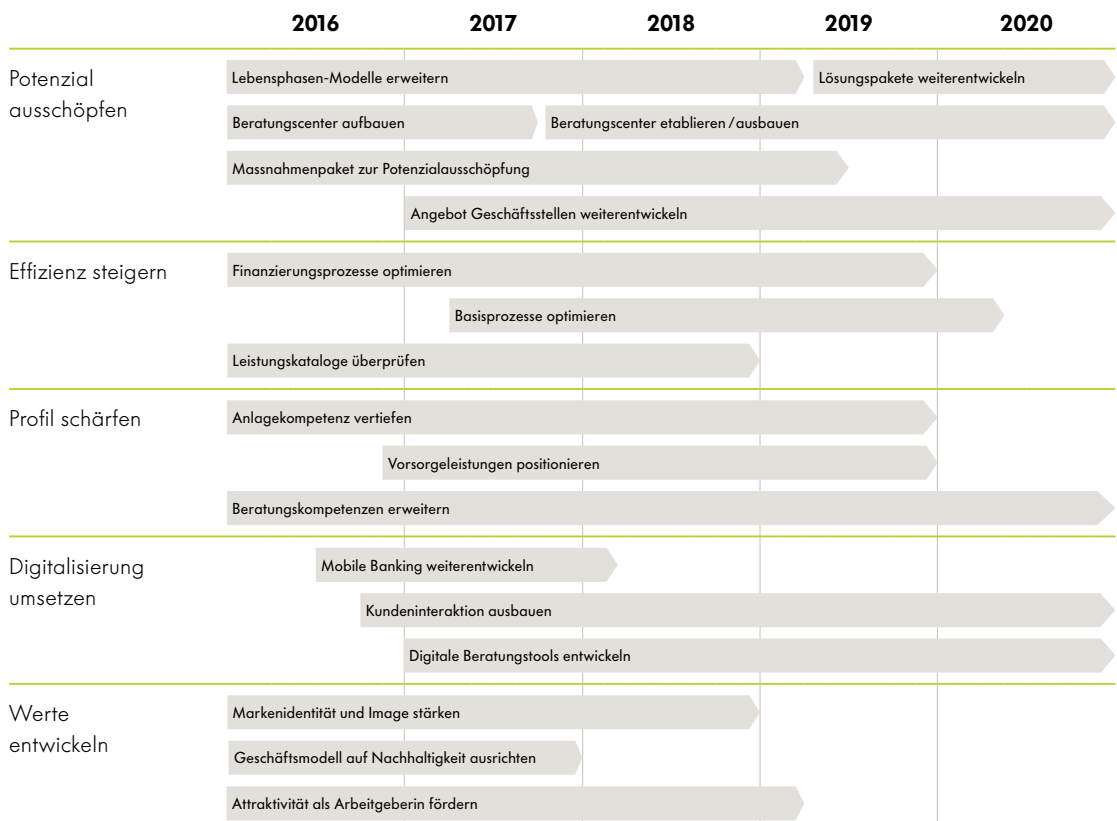 2016 2017 2018 2019 2020
Potenzial
ausschöpfen
Lebensphasen-Modelle erweitern
Lösungspakete weiterentwickeln
Beratungscenter aufbauen
Beratungscenter etablieren / ausbauen
Massnahmenpaket zur Potenzialausschöpfung
Angebot Geschäftsstellen weiterentwickeln
Effizienz steigern
Finanzierungsprozesse optimieren
Basisprozesse optimieren
Leistungskataloge überprüfen
Profil schärfen
Anlagekompetenz vertiefen
Vorsorgeleistungen positionieren
Beratungskompetenzen erweitern
Digitalisierung
umsetzen
Mobile Banking weiterentwickeln
Kundeninteraktion ausbauen
Digitale Beratungstools entwickeln
Werte
entwickeln
Markenidentität und Image stärken
Geschäftsmodell auf Nachhaltigkeit ausrichten
Attraktivität als Arbeitgeberin fördern